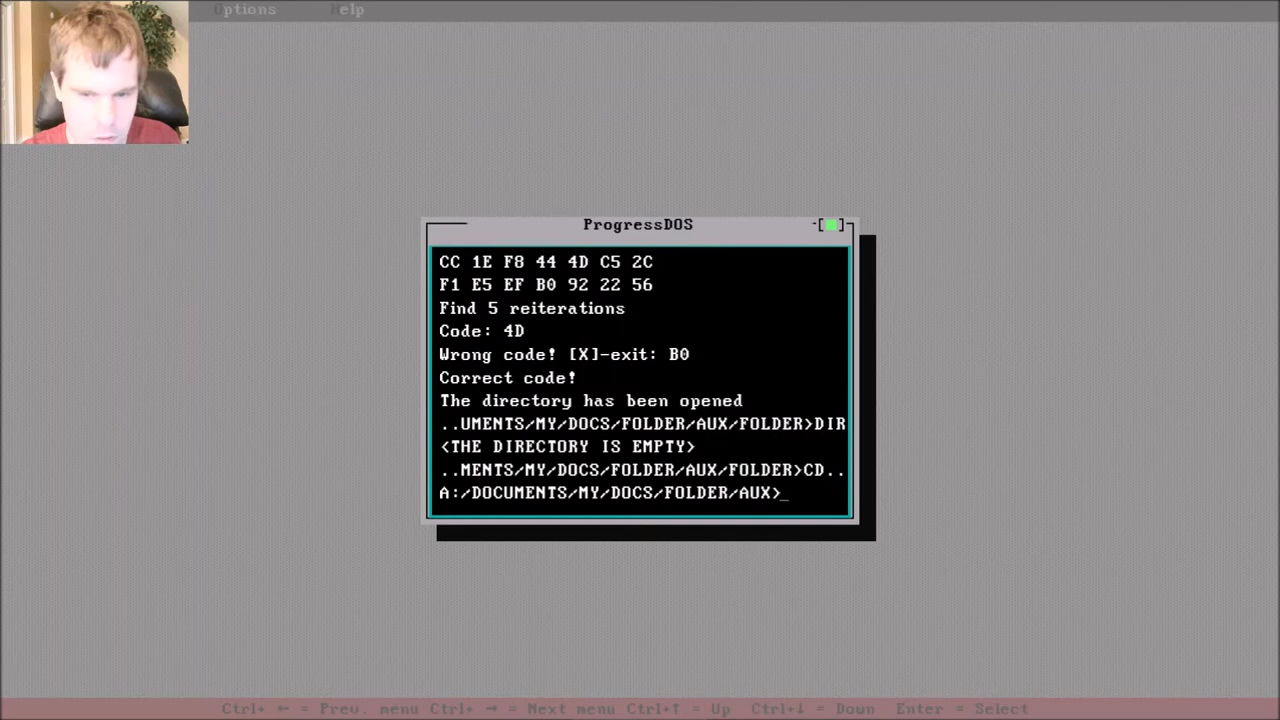 Options Help
ProgressDOS
CC 1E F8 44 4D C5 2C
F1 E5 EF B0 92 22 56
Find 5 reiterations
Code: 4D
Wrong code! [X]-exit: B0
Correct code!
The directory has been opened
..UMENTS/MY/DOCS/FOLDER/AUX/FOLDER>DIR
<THE DIRECTORY IS EMPTY>
..MENTS/MY/DOCS/FOLDER/AUX/FOLDER>CD..
A:/DOCUMENTS/MY/DOCS/FOLDER/AUX>_
Ctrl+ ← = Prev. menu Ctrl+ → = Next menu Ctrl+↑ = Up Ctrl+↓ = Down Enter = Select